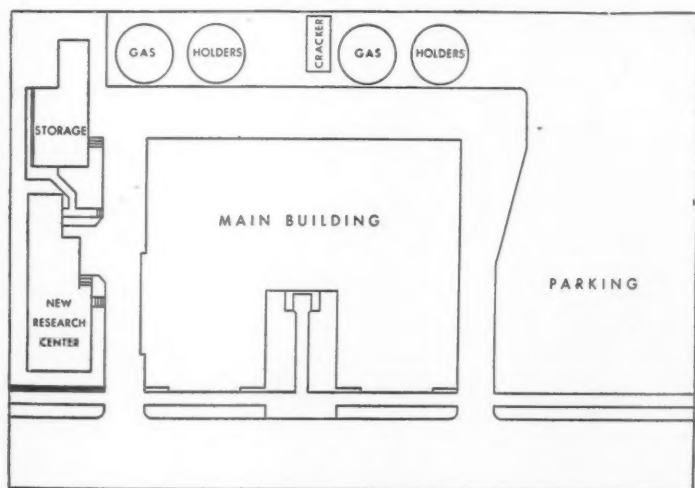 GAS
HOLDERS
CRACKER
GAS
HOLDERS
STORAGE
MAIN BUILDING
PARKING
NEW
RESEARCH
CENTER